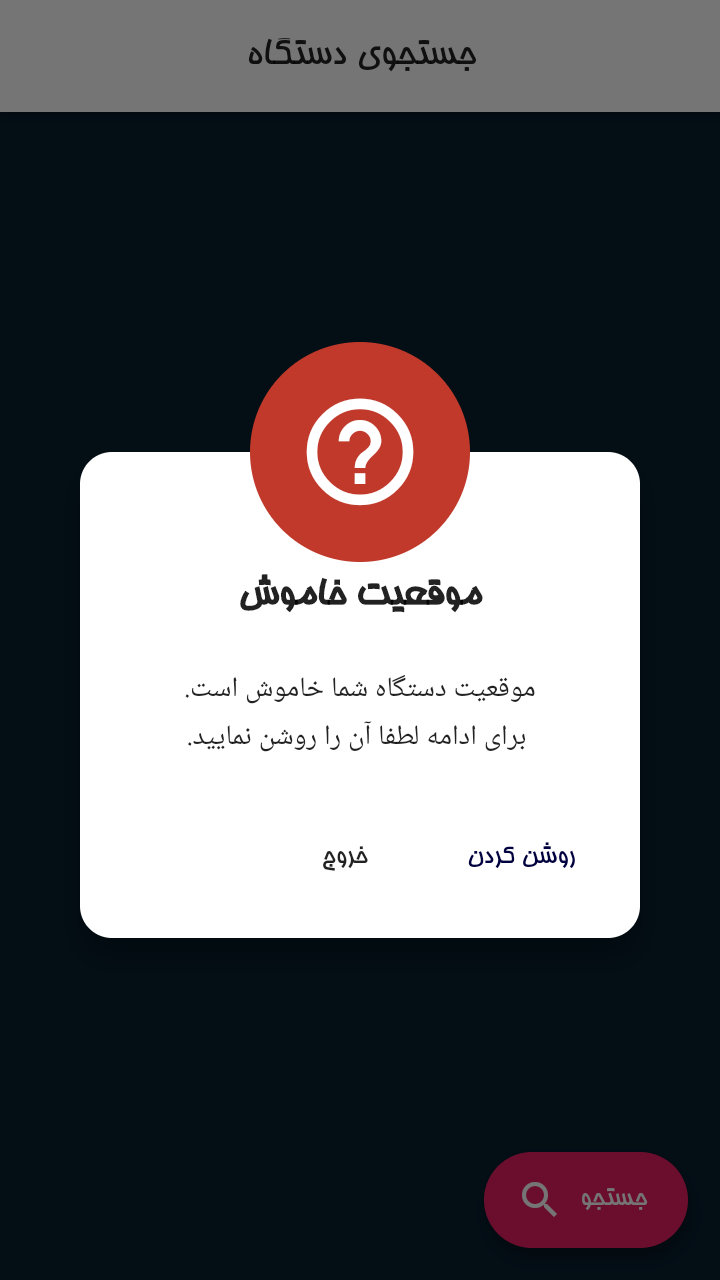 جستجوی دستگاه
موقعیت خاموش
موقعیت دستگاه شما خاموش است.
برای ادامه لطفا آن را روشن نمایید.
روشن کردن
خروج
جستجو